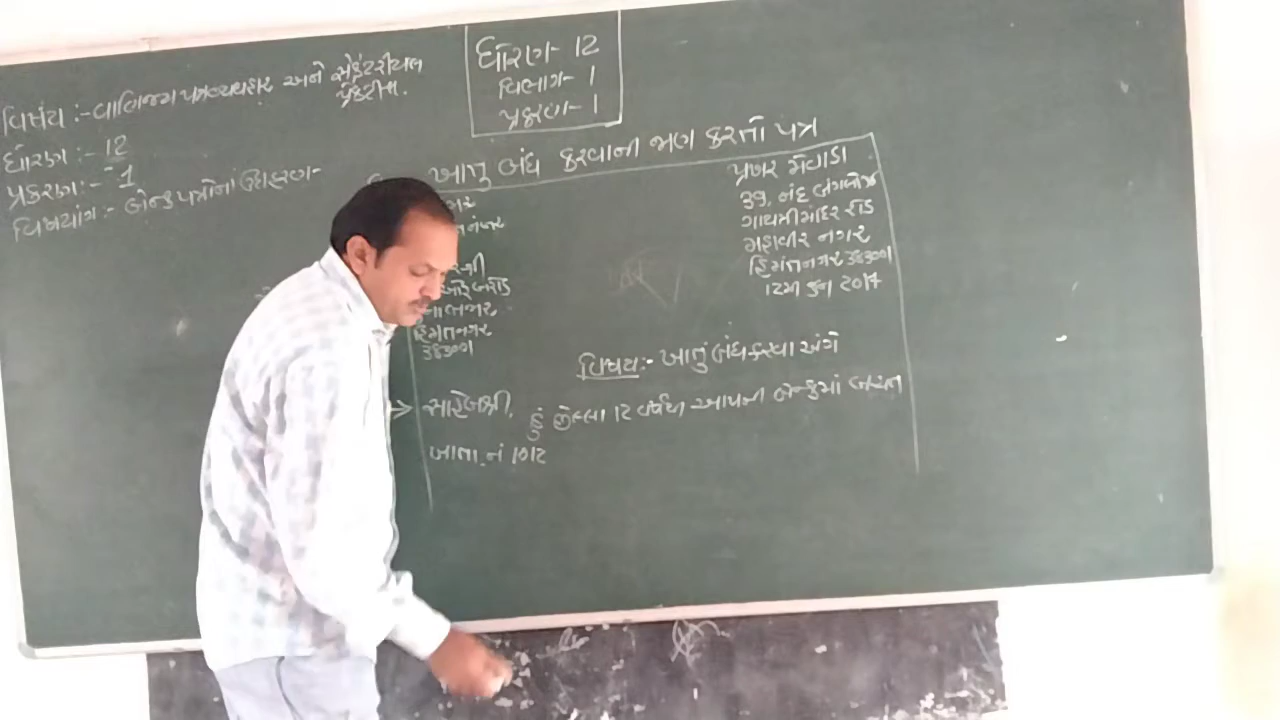 વિષય :- વાણિજ્ય પત્રવ્યવહાર અને સેક્રેટરીયલ
પ્રેક્ટીસ.
ધોરણ :- 12
પ્રકરણ :- 1
વિષયાંગ :- બેન્ક પત્રોનાં ઉદાહરણ -
ધોરણ - 12
વિભાગ - 1
પ્રકરણ - 1
ખાતુ બંધ કરવાની જાણ કરતો પત્ર
પ્રખર મેવાડા
39, નંદ બંગલોઝ
ગાયત્રીમંદિર રોડ
મહાવીર નગર
હિંમતનગર 383001
12મી જુન 2017
હિંમતનગર
383001
વિષય :- ખાતું બંધ કરવા અંગે
સાહેબશ્રી,
હું છેલ્લા 12 વર્ષથી આપની બેન્કમાં બચત
ખાતા નં 1012